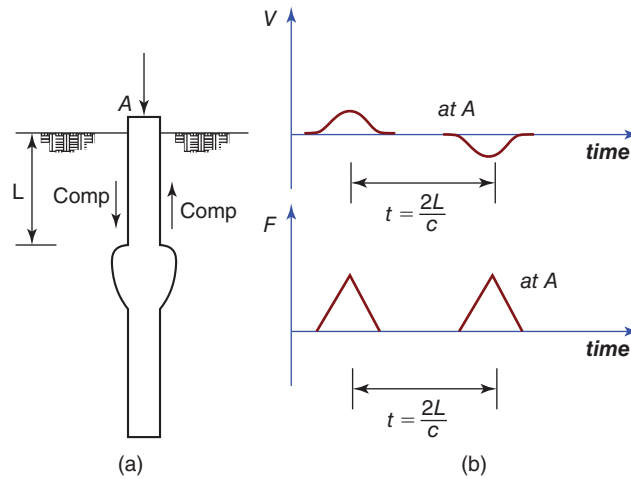 A
L
Comp
Comp
(a)
V
at A
time
t = 2L/c
F
at A
time
t = 2L/c
(b)